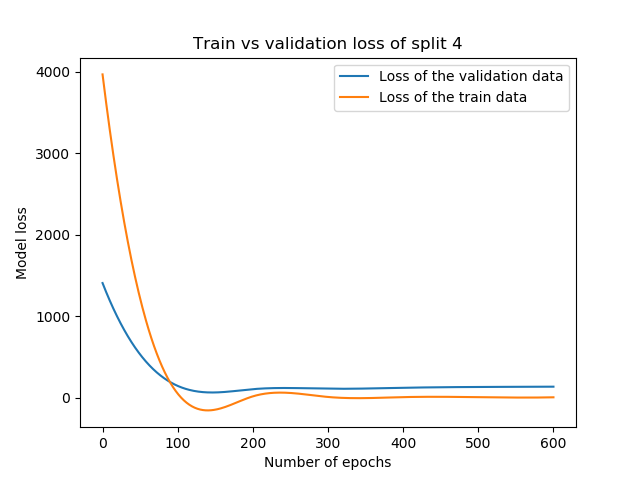 Train vs validation loss of split 4
Loss of the validation data
Loss of the train data
4000
3000
2000
1000
0
Model loss
0 100 200 300 400 500 600
Number of epochs